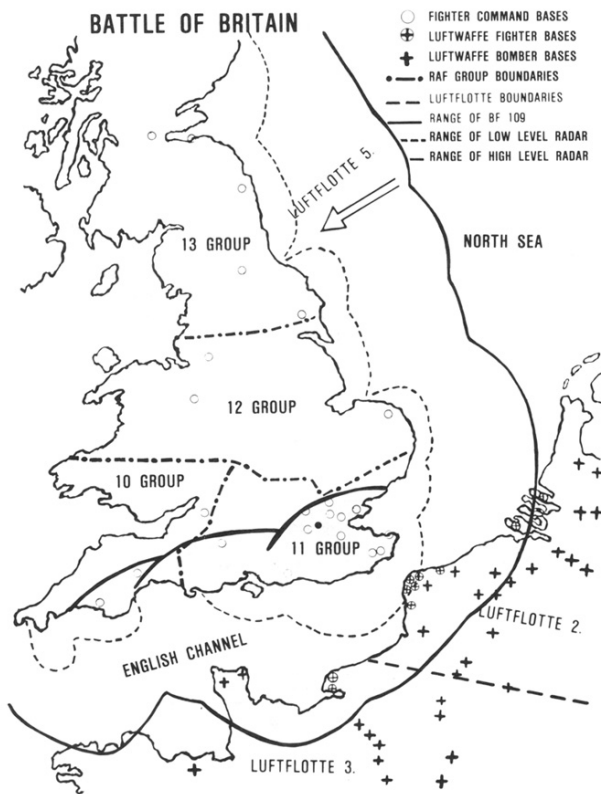 BATTLE OF BRITAIN
FIGHTER COMMAND BASES
LUFTWAFFE FIGHTER BASES
LUFTWAFFE BOMBER BASES
RAF GROUP BOUNDARIES
LUFTFLOTTE BOUNDARIES
RANGE OF BF 109
RANGE OF LOW LEVEL RADAR
RANGE OF HIGH LEVEL RADAR
LUFTFLOTTE 5.
NORTH SEA
13 GROUP
12 GROUP
10 GROUP
11 GROUP
LUFTFLOTTE 2.
ENGLISH CHANNEL
LUFTFLOTTE 3.